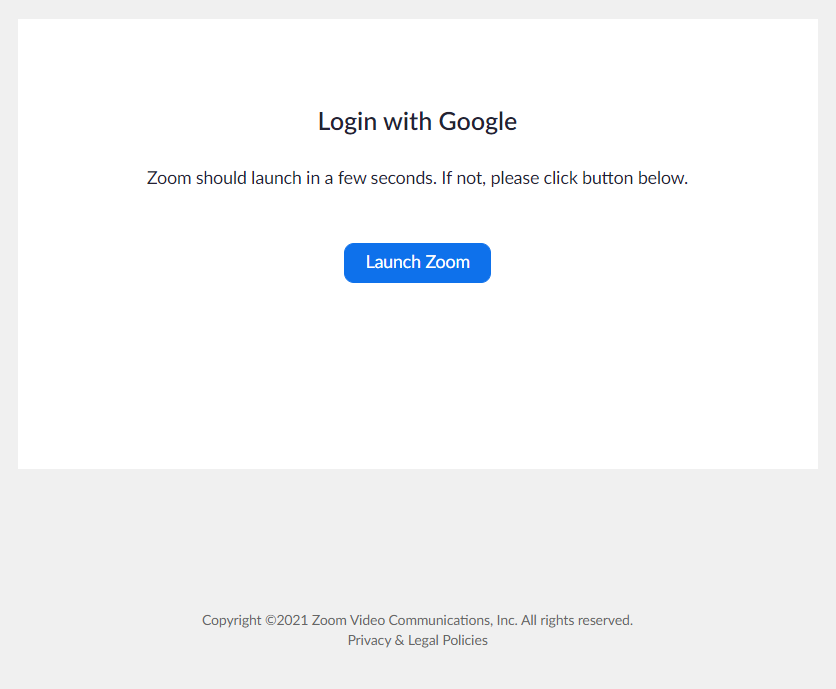 Login with Google
Zoom should launch in a few seconds. If not, please click button below.
Launch Zoom
Copyright ©2021 Zoom Video Communications, Inc. All rights reserved.
Privacy & Legal Policies